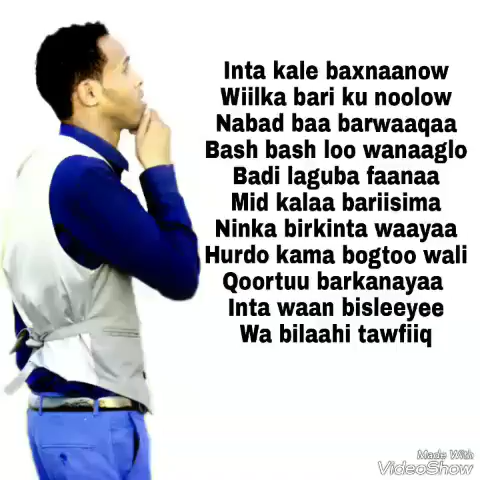 Inta kale baxnaanow
Wiilka bari ku noolow
Nabad baa barwaaqaa
Bash bash loo wanaaglo
Badi laguba faanaa
Mid kalaa bariisima
Ninka birkinta waayaa
Hurdo kama bogtoo wali
Qoortuu barkanayaa
Inta waan bisleeyee
Wa bilaahi tawfiiq
Made With
VideoShow